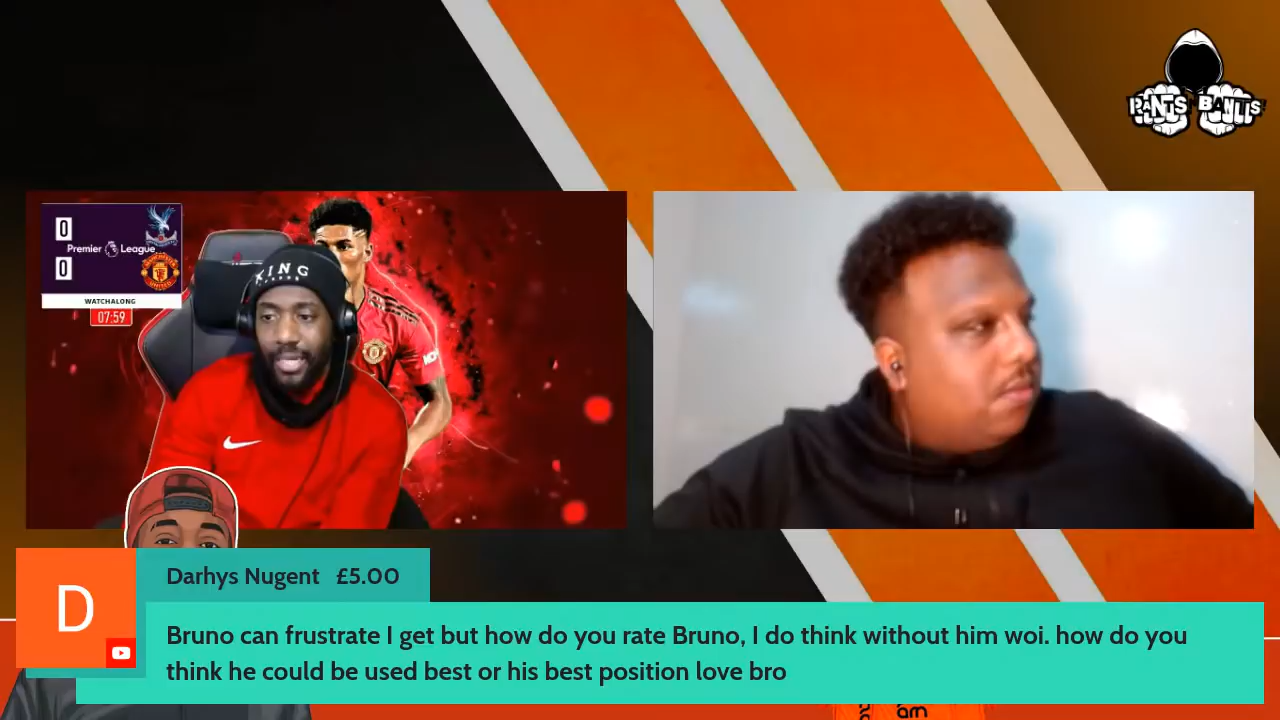 RANTS BANTS
0
Premier League
0
WATCHALONG
07:59
KING
D
Darhys Nugent £5.00
Bruno can frustrate I get but how do you rate Bruno, I do think without him woi. how do you
think he could be used best or his best position love bro